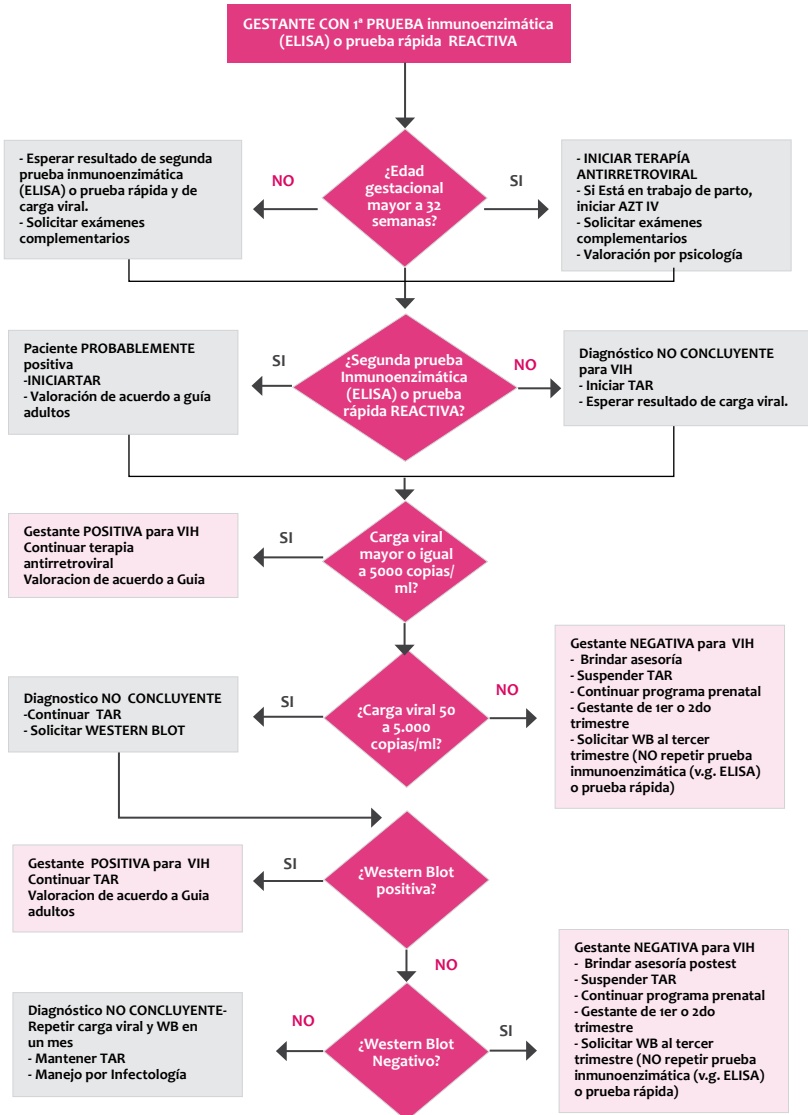 GESTANTE CON 1ª PRUEBA inmunoenzimática
(ELISA) o prueba rápida REACTIVA
- Esperar resultado de segunda
prueba inmunoenzimática
(ELISA) o prueba rápida y de
carga viral.
- Solicitar exámenes
complementarios
NO
¿Edad
gestacional
mayor a 32
semanas?
SI
- INICIAR TERAPÍA
ANTIRRETROVIRAL
- Si Está en trabajo de parto,
iniciar AZT IV
- Solicitar exámenes
complementarios
- Valoración por psicología
Paciente PROBABLEMENTE
positiva
-INICIARTAR
- Valoración de acuerdo a guía
adultos
SI
¿Segunda prueba
Inmunoenzimática
(ELISA) o prueba
rápida REACTIVA?
NO
Diagnóstico NO CONCLUYENTE
para VIH
- Iniciar TAR
- Esperar resultado de carga viral.
Gestante POSITIVA para VIH
Continuar terapia
antirretroviral
Valoracion de acuerdo a Guia
SI
Carga viral
mayor o igual
a 5000 copias/
ml?
Diagnostico NO CONCLUYENTE
-Continuar TAR
- Solicitar WESTERN BLOT
SI
¿Carga viral 50
a 5.000
copias/ml?
NO
Gestante NEGATIVA para VIH
- Brindar asesoría
- Suspender TAR
- Continuar programa prenatal
- Gestante de 1er o 2do
trimestre
- Solicitar WB al tercer
trimestre (NO repetir prueba
inmunoenzimática (v.g. ELISA)
o prueba rápida)
Gestante POSITIVA para VIH
Continuar TAR
Valoracion de acuerdo a Guia
adultos
SI
¿Western Blot
positiva?
NO
Diagnóstico NO CONCLUYENTE-
Repetir carga viral y WB en
un mes
- Mantener TAR
- Manejo por Infectología
NO
¿Western Blot
Negativo?
SI
Gestante NEGATIVA para VIH
- Brindar asesoría postest
- Suspender TAR
- Continuar programa prenatal
- Gestante de 1er o 2do
trimestre
- Solicitar WB al tercer
trimestre (NO repetir prueba
inmunoenzimática (v.g. ELISA)
o prueba rápida)